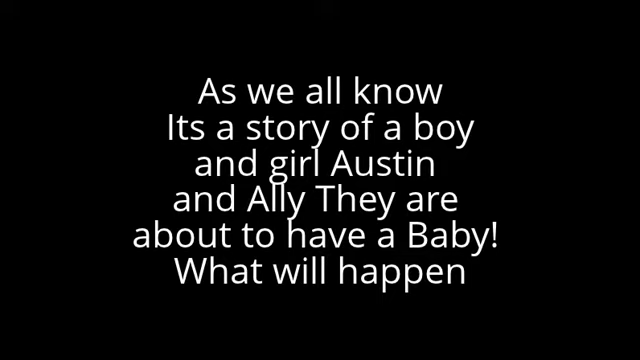 As we all know
Its a story of a boy
and girl Austin
and Ally They are
about to have a Baby!
What will happen